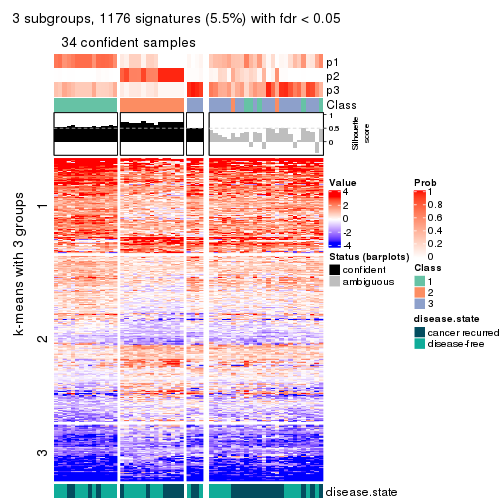 3 subgroups, 1176 signatures (5.5%) with fdr < 0.05
34 confident samples
p1
p2
p3
Class
1
0.5
0
Silhouette
score
k-means with 3 groups
1
2
3
disease.state
Value
4
2
0
-2
-4
Status (barplots)
confident
ambiguous
Prob
1
0.8
0.6
0.4
0.2
0
Class
1
2
3
disease.state
cancer recurred
disease-free